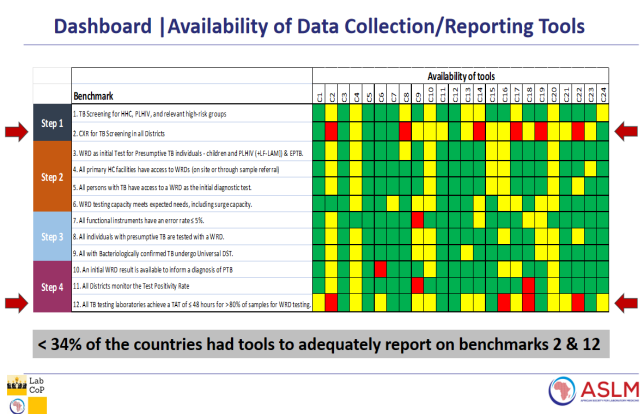 Dashboard |Availability of Data Collection/Reporting Tools
Availability of tools
Benchmark
C1 C2 C3 C4 C5 C6 C7 C8 C9 C10 C11 C12 C13 C14 C15 C16 C17 C18 C19 C20 C21 C22 C23 C24
Step 1
1. TB Screening for HHC, PLHIV, and relevant high-risk groups
2. CXR for TB Screening in all Districts
Step 2
3. WRD as initial Test for Presumptive TB individuals - children and PLHIV (+LF-LAM)] & EPTB.
4. All primary HC facilities have access to WRDs (on site or through sample referral)
5. All persons with TB have access to a WRD as the initial diagnostic test.
6. WRD testing capacity meets expected needs, including surge capacity.
Step 3
7. All functional instruments have an error rate ≤ 5%.
8. All individuals with presumptive TB are tested with a WRD.
9. All with Bacteriologically confirmed TB undergo Universal DST.
Step 4
10. An initial WRD result is available to inform a diagnosis of PTB
11. All Districts monitor the Test Positivity Rate
12. All TB testing laboratories achieve a TAT of ≤ 48 hours for > 80% of samples for WRD testing.
< 34% of the countries had tools to adequately report on benchmarks 2 & 12
Lab
CoP
ASLM